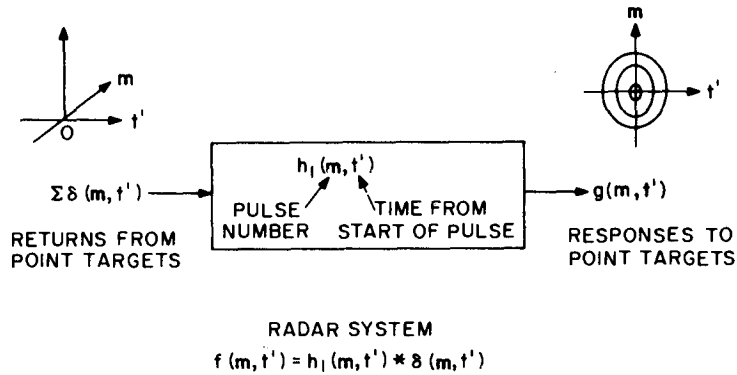 m
t'
O
m
t'
h₁(m,t')
Σδ(m,t')
PULSE NUMBER
TIME FROM START OF PULSE
g(m,t')
RETURNS FROM
POINT TARGETS
RESPONSES TO
POINT TARGETS
RADAR SYSTEM
f(m,t') = h₁(m,t') * δ(m,t')